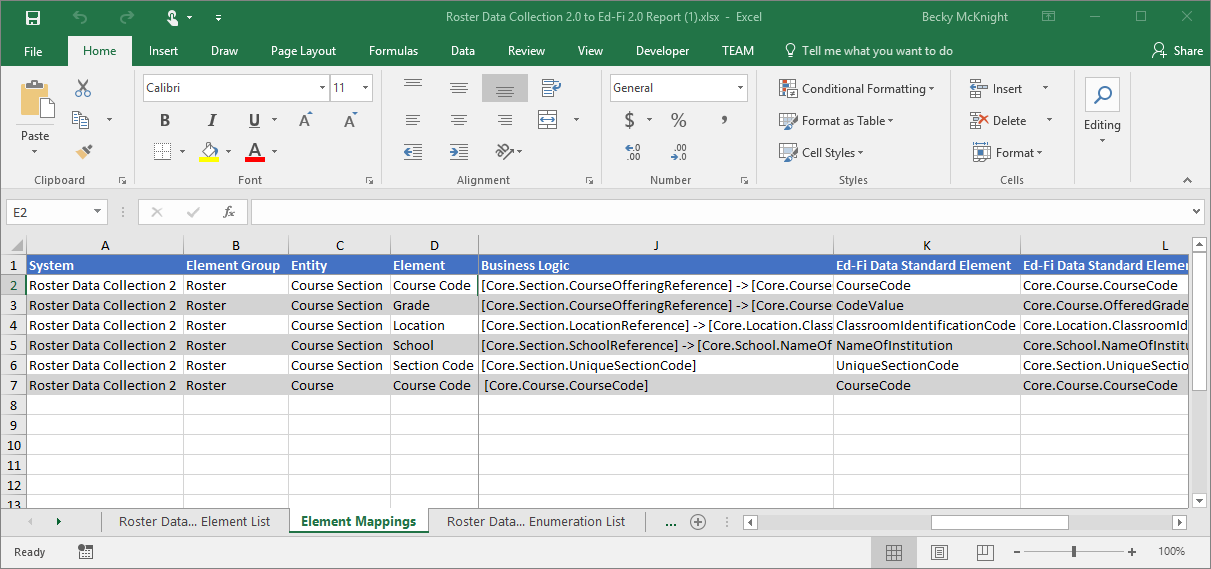 Roster Data Collection 2.0 to Ed-Fi 2.0 Report (1).xlsx - Excel Becky McKnight
File Home Insert Draw Page Layout Formulas Data Review View Developer TEAM Tell me what you want to do Share
Calibri 11 General Conditional Formatting Insert
Paste B I U A A $ % , Format as Table Delete Editing
A .00 .00 Cell Styles Format
Clipboard Font Alignment Number Styles Cells
E2 fx
A B C D J K L
1 System Element Group Entity Element Business Logic Ed-Fi Data Standard Element Ed-Fi Data Standard Elemer
2 Roster Data Collection 2 Roster Course Section Course Code [Core.Section.CourseOfferingReference] -> [Core.Course CourseCode Core.Course.CourseCode
3 Roster Data Collection 2 Roster Course Section Grade [Core.Section.CourseOfferingReference] -> [Core.Course CodeValue Core.Course.OfferedGrade
4 Roster Data Collection 2 Roster Course Section Location [Core.Section.LocationReference] -> [Core.Location.Class ClassroomIdentificationCode Core.Location.ClassroomId
5 Roster Data Collection 2 Roster Course Section School [Core.Section.SchoolReference] -> [Core.School.NameOf NameOfInstitution Core.School.NameOfInstitu
6 Roster Data Collection 2 Roster Course Section Section Code [Core.Section.UniqueSectionCode] UniqueSectionCode Core.Section.UniqueSectio
7 Roster Data Collection 2 Roster Course Course Code [Core.Course.CourseCode] CourseCode Core.Course.CourseCode
8
9
10
11
12
13
Roster Data... Element List Element Mappings Roster Data... Enumeration List ...
Ready 100%